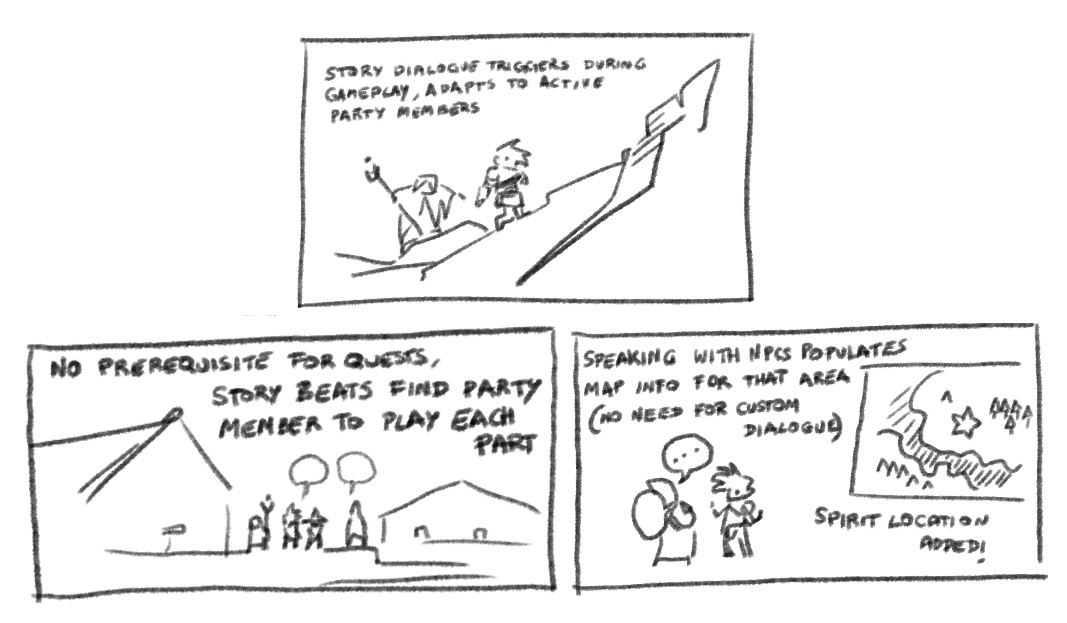 STORY DIALOGUE TRIGGERS DURING
GAMEPLAY, ADAPTS TO ACTIVE
PARTY MEMBERS
NO PREREQUISITE FOR QUESTS,
STORY BEATS FIND PARTY
MEMBER TO PLAY EACH
PART
SPEAKING WITH NPCS POPULATES
MAP INFO FOR THAT AREA
(NO NEED FOR CUSTOM
DIALOGUE)
...
SPIRIT LOCATION
ADDED!